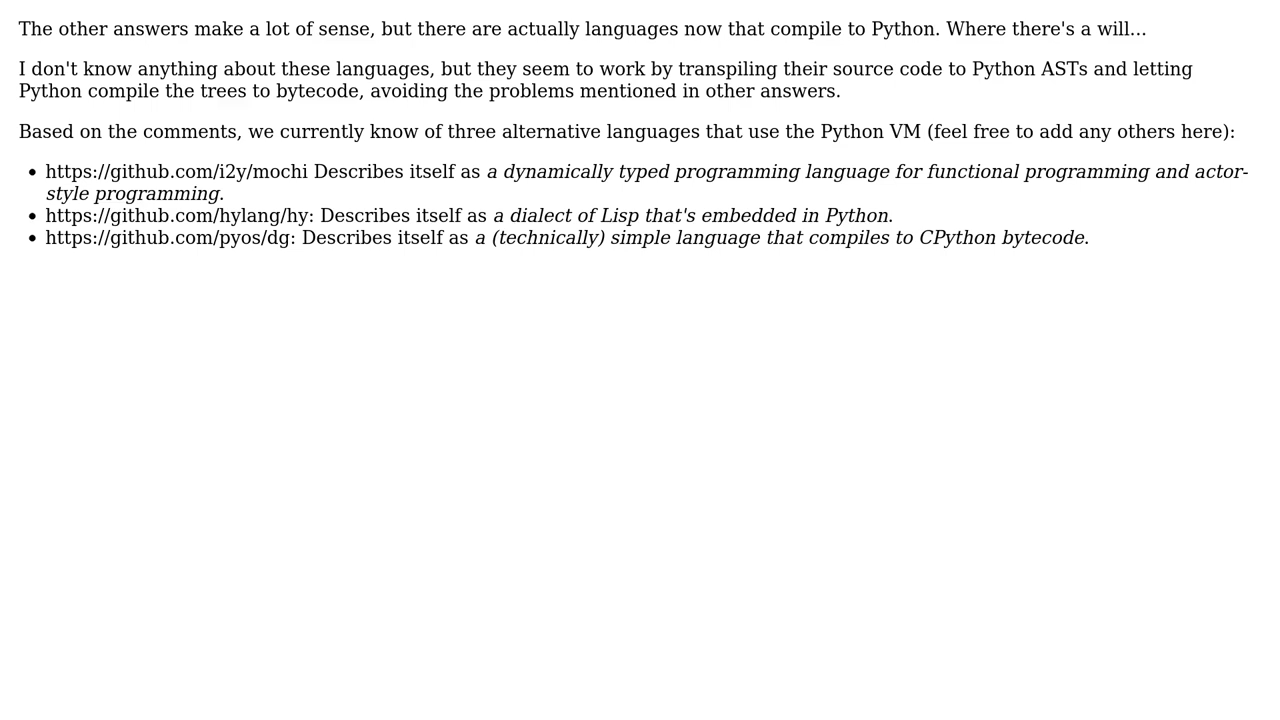 The other answers make a lot of sense, but there are actually languages now that compile to Python. Where there's a will...
I don't know anything about these languages, but they seem to work by transpiling their source code to Python ASTs and letting
Python compile the trees to bytecode, avoiding the problems mentioned in other answers.
Based on the comments, we currently know of three alternative languages that use the Python VM (feel free to add any others here):
• https://github.com/i2y/mochi Describes itself as a dynamically typed programming language for functional programming and actor-
style programming.
• https://github.com/hylang/hy: Describes itself as a dialect of Lisp that's embedded in Python.
• https://github.com/pyos/dg: Describes itself as a (technically) simple language that compiles to CPython bytecode.